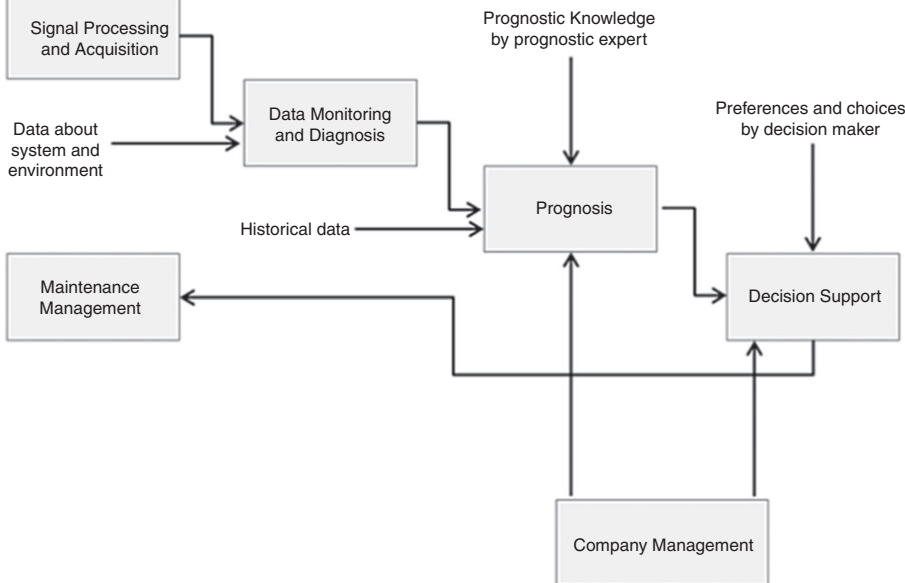 Signal Processing
and Acquisition
Prognostic Knowledge
by prognostic expert
Data about
system and
environment
Data Monitoring
and Diagnosis
Preferences and choices
by decision maker
Historical data
Prognosis
Maintenance
Management
Decision Support
Company Management